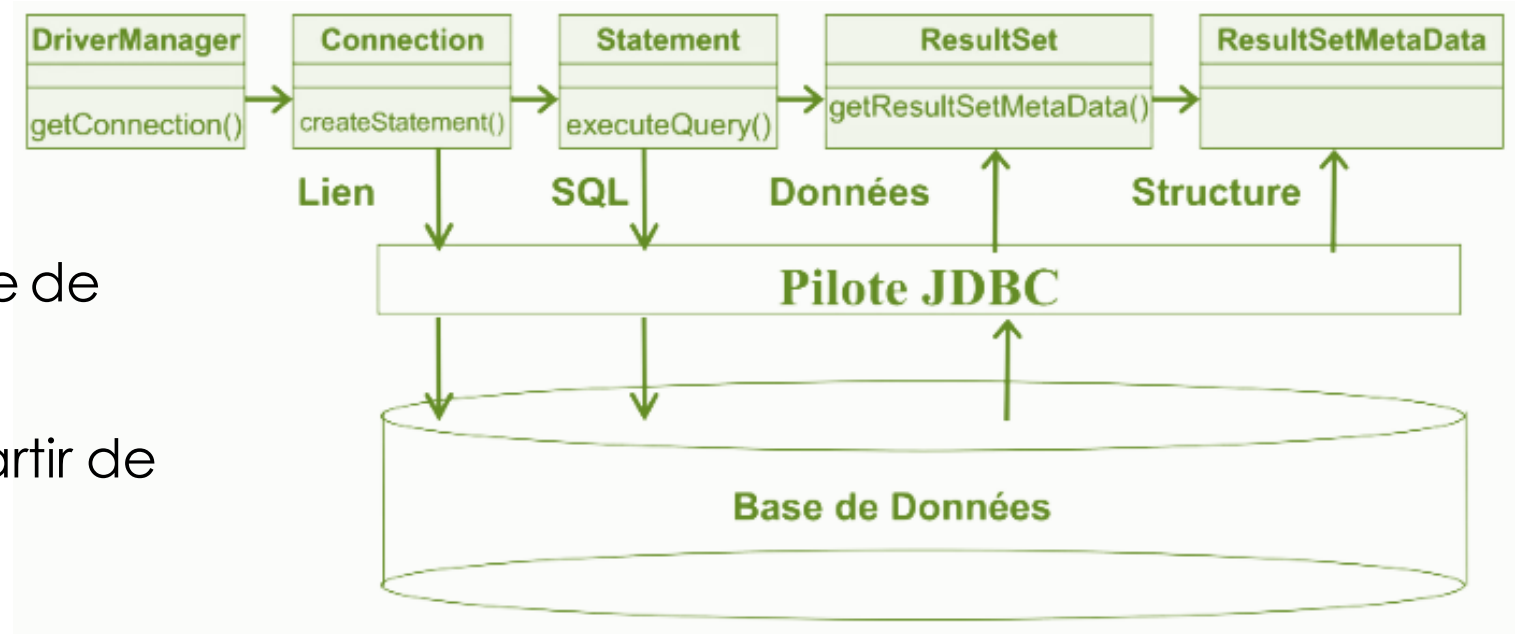 DriverManager
Connection
Statement
ResultSet
ResultSetMetaData
getConnection()
createStatement()
executeQuery()
getResultSetMetaData()
Lien
SQL
Données
Structure
e de
Pilote JDBC
artir de
Base de Données